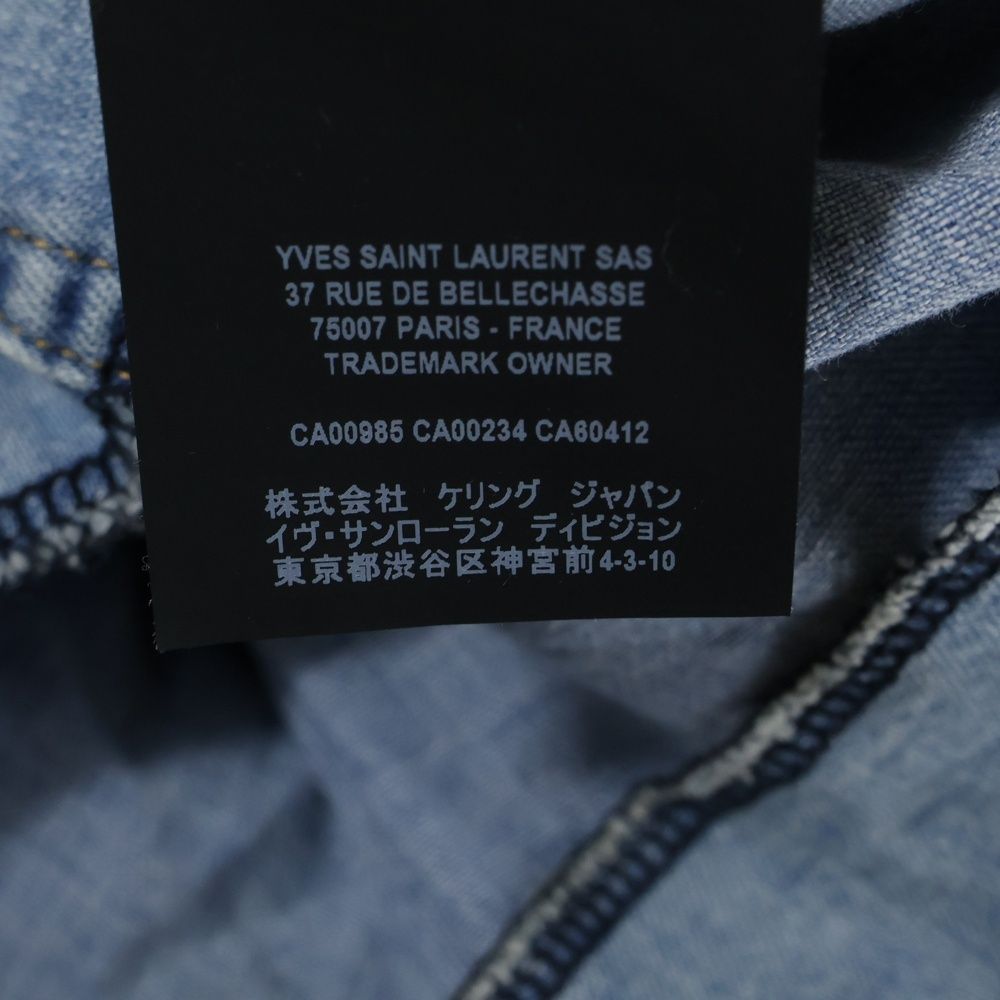 YVES SAINT LAURENT SAS
37 RUE DE BELLECHASSE
75007 PARIS - FRANCE
TRADEMARK OWNER
CA00985 CA00234 CA60412
株式会社 ケリング ジャパン
イヴ・サンローラン ディビジョン
東京都渋谷区神宮前4-3-10